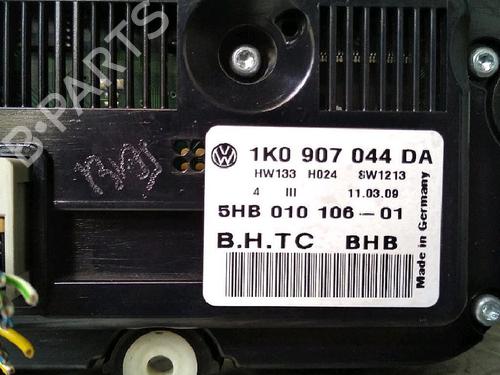 B-PARTS
1K0 907 044 DA
HW133 H024 SW1213
4 III 11.03.09
5HB 010 106-01
B.H.TC BHB
Made in Germany